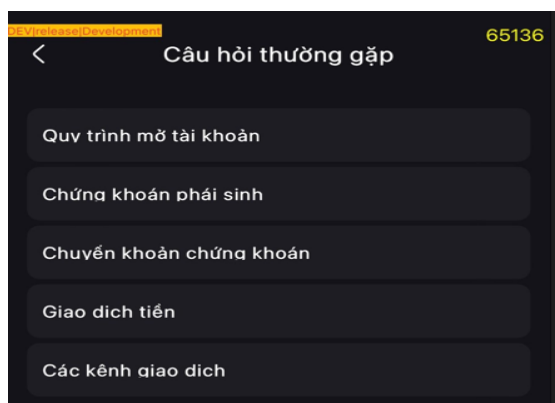 DEV|release|Development
65136
Câu hỏi thường gặp
Quy trình mở tài khoản
Chứng khoán phái sinh
Chuyển khoản chứng khoán
Giao dịch tiền
Các kênh giao dịch